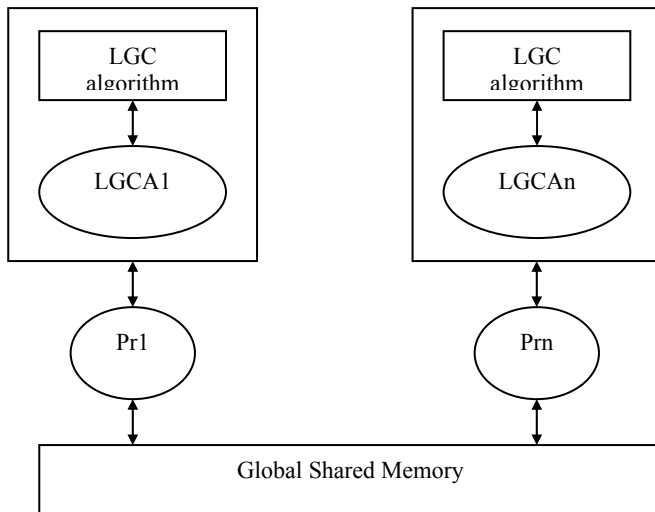 LGC
algorithm
LGC
algorithm
LGCA1
LGCAn
Pr1
Prn
Global Shared Memory